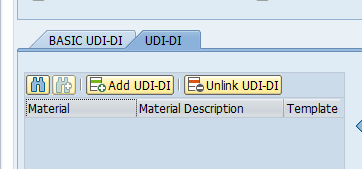 BASIC UDI-DI UDI-DI
Add UDI-DI Unlink UDI-DI
Material Material Description Template